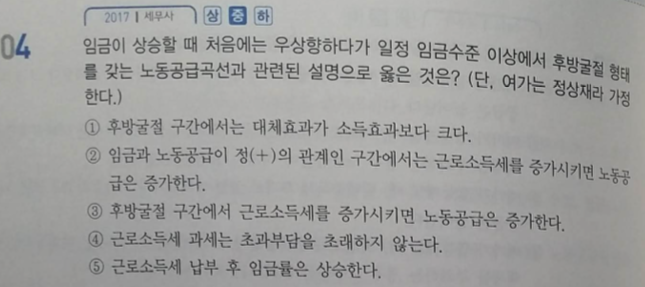 2017 | 세무사 상 중 하
04 임금이 상승할 때 처음에는 우상향하다가 일정 임금수준 이상에서 후방굴절 형태
를 갖는 노동공급곡선과 관련된 설명으로 옳은 것은? (단, 여가는 정상재라 가정
한다.)
① 후방굴절 구간에서는 대체효과가 소득효과보다 크다.
② 임금과 노동공급이 정(+)의 관계인 구간에서는 근로소득세를 증가시키면 노동공
급은 증가한다.
③ 후방굴절 구간에서 근로소득세를 증가시키면 노동공급은 증가한다.
④ 근로소득세 과세는 초과부담을 초래하지 않는다.
⑤ 근로소득세 납부 후 임금률은 상승한다.